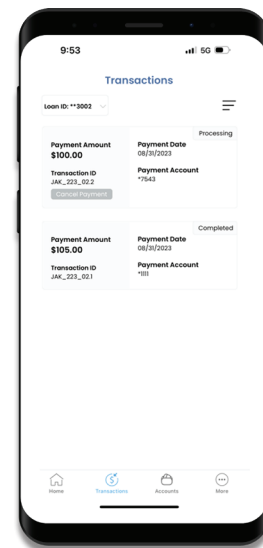 9:53 5G
Transactions
Loan ID: **3002
Processing
Payment Amount Payment Date
$100.00 08/31/2023
Transaction ID Payment Account
JAK_223_02.2 *7543
Cancel Payment
Completed
Payment Amount Payment Date
$105.00 08/31/2023
Transaction ID Payment Account
JAK_223_02.1 *1111
Home Transactions Accounts More